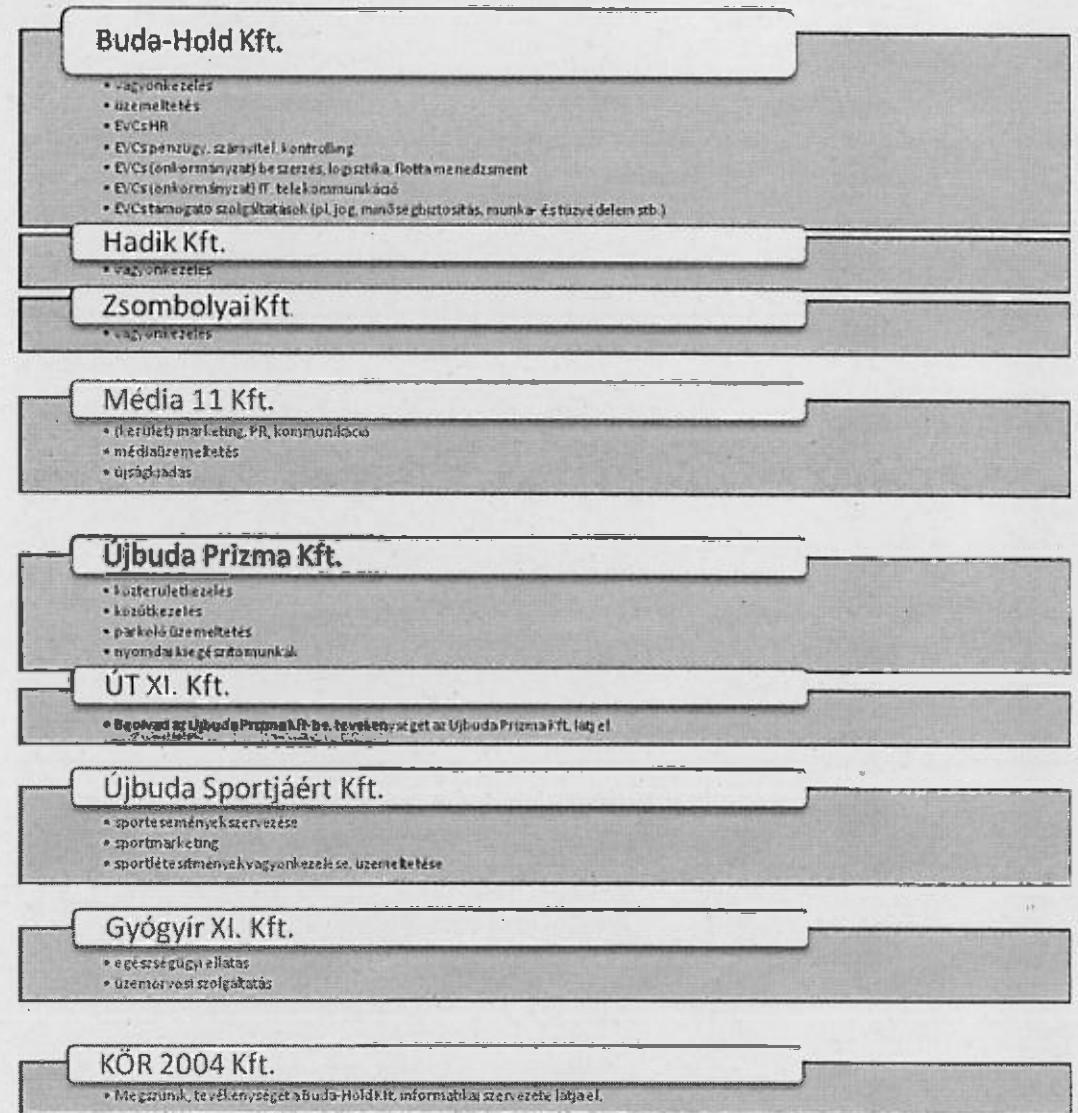 Buda-Hold Kft.
• vagyonkezelés
• üzemeltetés
• EVCs HR
• EVCs pénzügy, számvitel, kontrolling
• EVCs (önkormányzat) beszerzés, logisztika, flotta menedzsment
• EVCs (önkormányzat) IT, telekommunikáció
• EVCs támogató szolgáltatások (pl. jog, minőségbiztosítás, munka- és tűzvédelem stb.)
Hadik Kft.
• vagyonkezelés
Zsombolyai Kft.
• vagyonkezelés
Média 11 Kft.
• (kerület) marketing, PR, kommunikáció
• médiaüzemeltetés
• újságkiadás
Újbuda Prizma Kft.
• közterületkezelés
• közútkezelés
• parkoló üzemeltetés
• nyomdai kiegészítő munkák
ÚT XI. Kft.
• Beolvad az Újbuda Prizma Kft-be, tevékenységét az Újbuda Prizma Kft. látja el.
Újbuda Sportjáért Kft.
• sportesemények szervezése
• sportmarketing
• sportlétesítmények vagyonkezelése, üzemeltetése
Gyógyír XI. Kft.
• egészségügyi ellátás
• üzemorvosi szolgáltatás
KÖR 2004 Kft.
• Megszűnik, tevékenységét a Buda-Hold Kft. informatikai szervezete látja el.